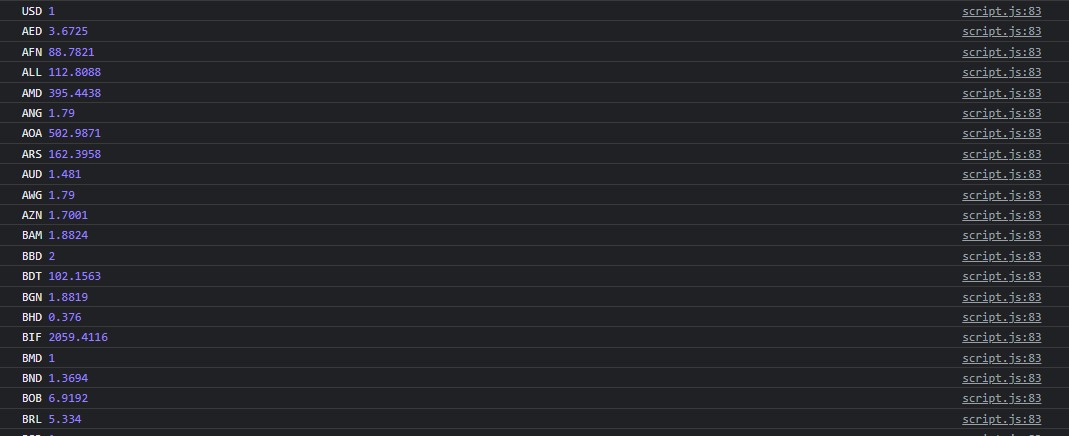 USD 1 script.js:83
AED 3.6725 script.js:83
AFN 88.7821 script.js:83
ALL 112.8088 script.js:83
AMD 395.4438 script.js:83
ANG 1.79 script.js:83
AOA 502.9871 script.js:83
ARS 162.3958 script.js:83
AUD 1.481 script.js:83
AWG 1.79 script.js:83
AZN 1.7001 script.js:83
BAM 1.8824 script.js:83
BBD 2 script.js:83
BDT 102.1563 script.js:83
BGN 1.8819 script.js:83
BHD 0.376 script.js:83
BIF 2059.4116 script.js:83
BMD 1 script.js:83
BND 1.3694 script.js:83
BOB 6.9192 script.js:83
BRL 5.334 script.js:83